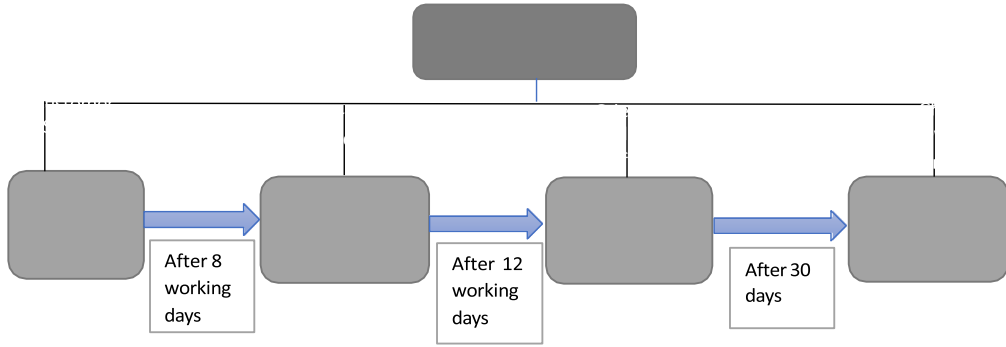 After 8
working
days
After 12
working
days
After 30
days